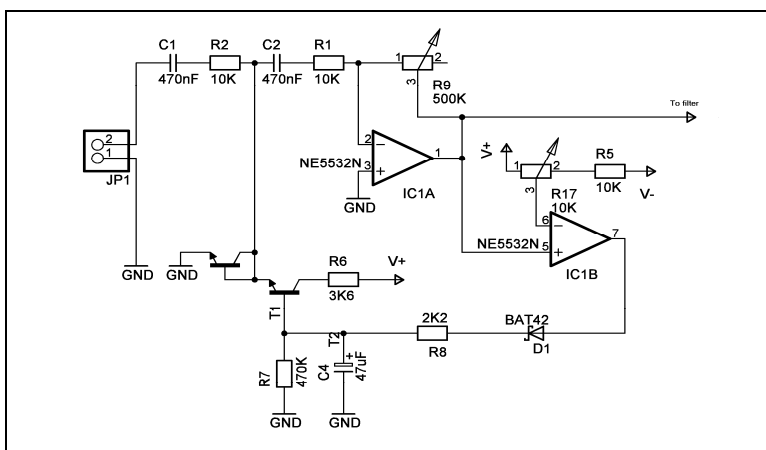 C1
470nF
R2
10K
C2
470nF
R1
10K
1
2
3
R9
500K
To filter
2
1
JP1
2
3
1
NE5532N
IC1A
GND
V+
1
2
3
R5
10K
V-
R17
10K
6
5
7
NE5532N
IC1B
GND
GND
R6
3K6
V+
T1
T2
2K2
R8
BAT42
D1
R7
470K
C4
+
47uF
GND
GND